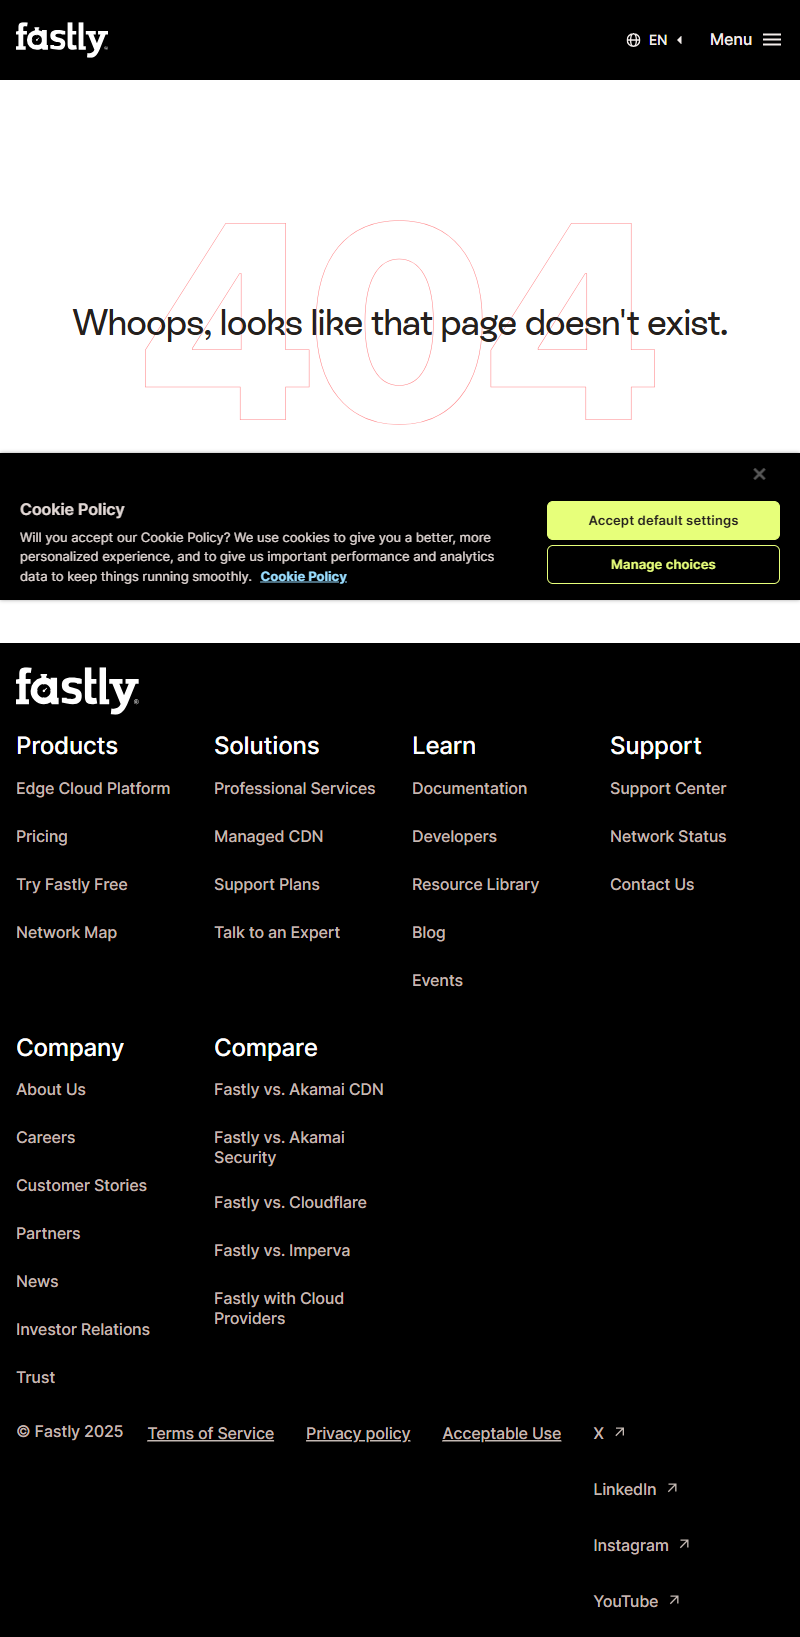 fastly
EN
Menu
404
Whoops, looks like that page doesn't exist.
Cookie Policy
Will you accept our Cookie Policy? We use cookies to give you a better, more
personalized experience, and to give us important performance and analytics
data to keep things running smoothly. Cookie Policy
Accept default settings
Manage choices
fastly
Products
Edge Cloud Platform
Pricing
Try Fastly Free
Network Map
Solutions
Professional Services
Managed CDN
Support Plans
Talk to an Expert
Learn
Documentation
Developers
Resource Library
Blog
Events
Support
Support Center
Network Status
Contact Us
Company
About Us
Careers
Customer Stories
Partners
News
Investor Relations
Trust
Compare
Fastly vs. Akamai CDN
Fastly vs. Akamai
Security
Fastly vs. Cloudflare
Fastly vs. Imperva
Fastly with Cloud
Providers
© Fastly 2025
Terms of Service
Privacy policy
Acceptable Use
X
LinkedIn
Instagram
YouTube